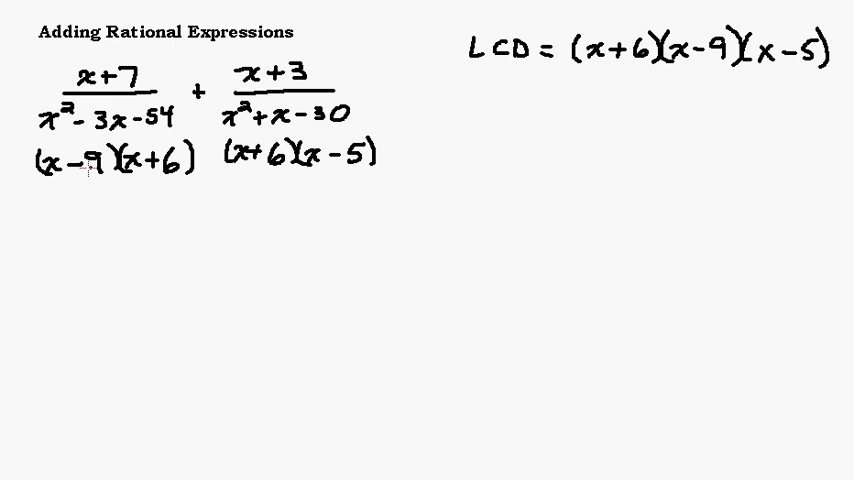 Adding Rational Expressions
LCD = (x+6)(x-9)(x-5)
x+7 + x+3
x²-3x-54 x²+x-30
(x-9)(x+6) (x+6)(x-5)